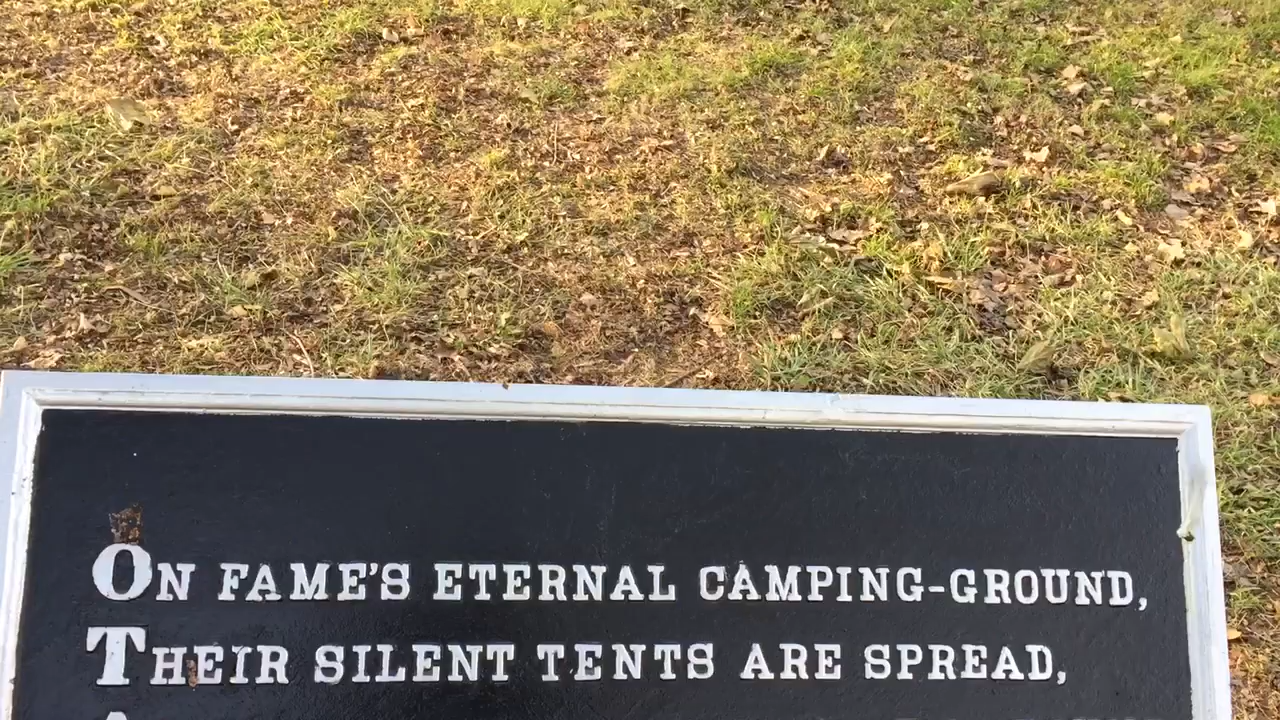 ON FAME'S ETERNAL CAMPING-GROUND,
THEIR SILENT TENTS ARE SPREAD,